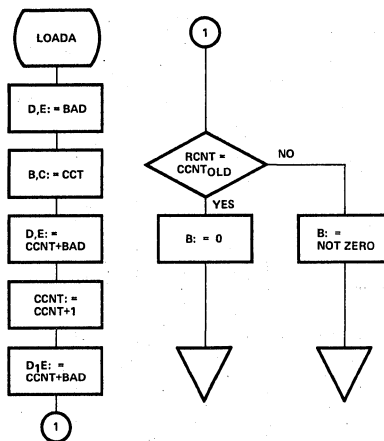 LOADA
D,E: = BAD
B,C: = CCT
D,E: =
CCNT+BAD
CCNT: =
CCNT+1
D1E: =
CCNT+BAD
1
1
RCNT =
CCNTOLD
NO
YES
B: = 0
B: =
NOT ZERO